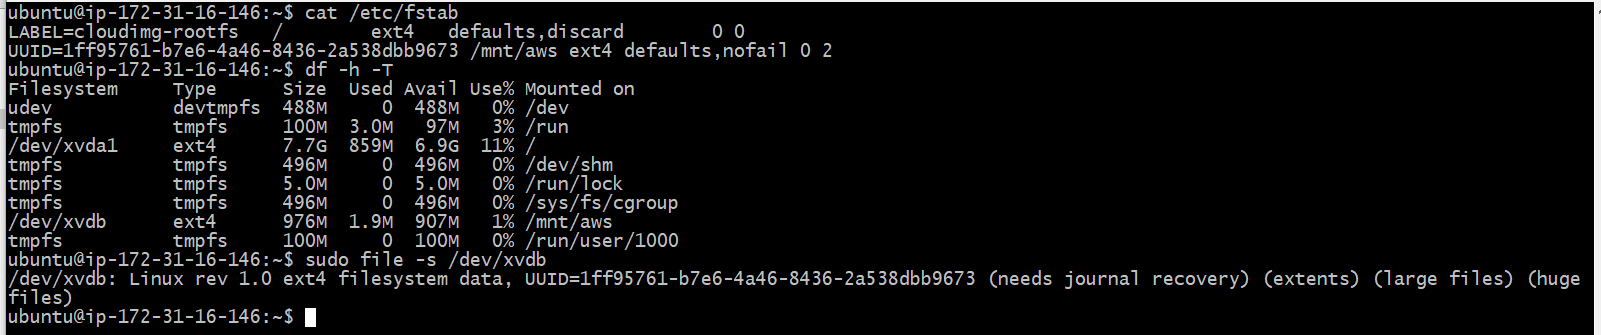 ubuntu@ip-172-31-16-146:~$ cat /etc/fstab
LABEL=cloudimg-rootfs   /        ext4   defaults,discard        0 0
UUID=1ff95761-b7e6-4a46-8436-2a538dbb9673 /mnt/aws ext4 defaults,nofail 0 2
ubuntu@ip-172-31-16-146:~$ df -h -T
Filesystem     Type      Size  Used Avail Use% Mounted on
udev           devtmpfs  488M     0  488M   0% /dev
tmpfs          tmpfs     100M  3.0M   97M   3% /run
/dev/xvda1     ext4      7.7G  859M  6.9G  11% /
tmpfs          tmpfs     496M     0  496M   0% /dev/shm
tmpfs          tmpfs     5.0M     0  5.0M   0% /run/lock
tmpfs          tmpfs     496M     0  496M   0% /sys/fs/cgroup
/dev/xvdb      ext4      976M  1.9M  907M   1% /mnt/aws
tmpfs          tmpfs     100M     0  100M   0% /run/user/1000
ubuntu@ip-172-31-16-146:~$ sudo file -s /dev/xvdb
/dev/xvdb: Linux rev 1.0 ext4 filesystem data, UUID=1ff95761-b7e6-4a46-8436-2a538dbb9673 (needs journal recovery) (extents) (large files) (huge
files)
ubuntu@ip-172-31-16-146:~$